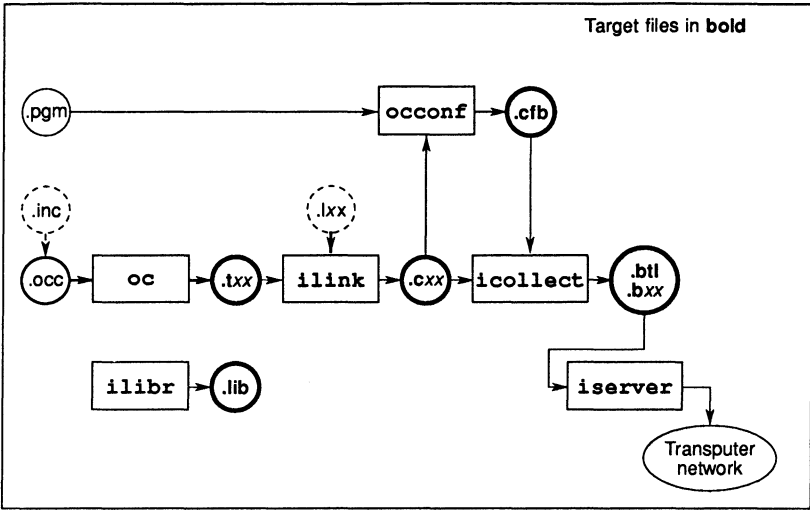 Target files in bold
.pgm
occonf
.cfb
.inc
.lxx
.occ
oc
.txx
ilink
.cxx
icollect
.btl
.bxx
ilibr
.lib
iserver
Transputer
network